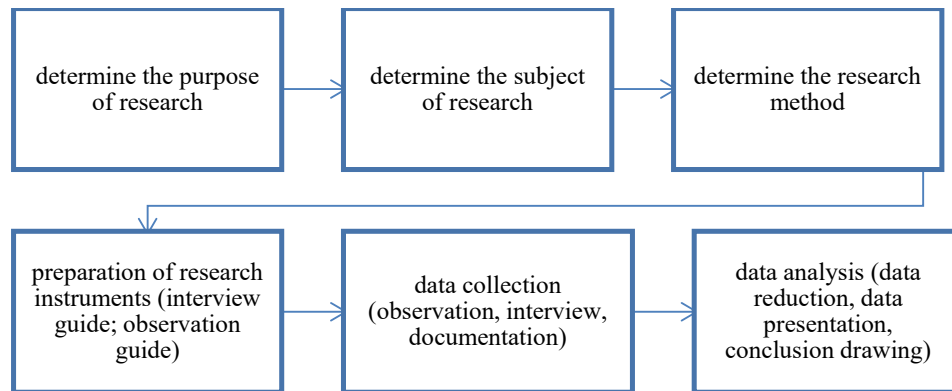 determine the purpose
of research
determine the subject
of research
determine the research
method
preparation of research
instruments (interview
guide; observation
guide)
data collection
(observation, interview,
documentation)
data analysis (data
reduction, data
presentation,
conclusion drawing)